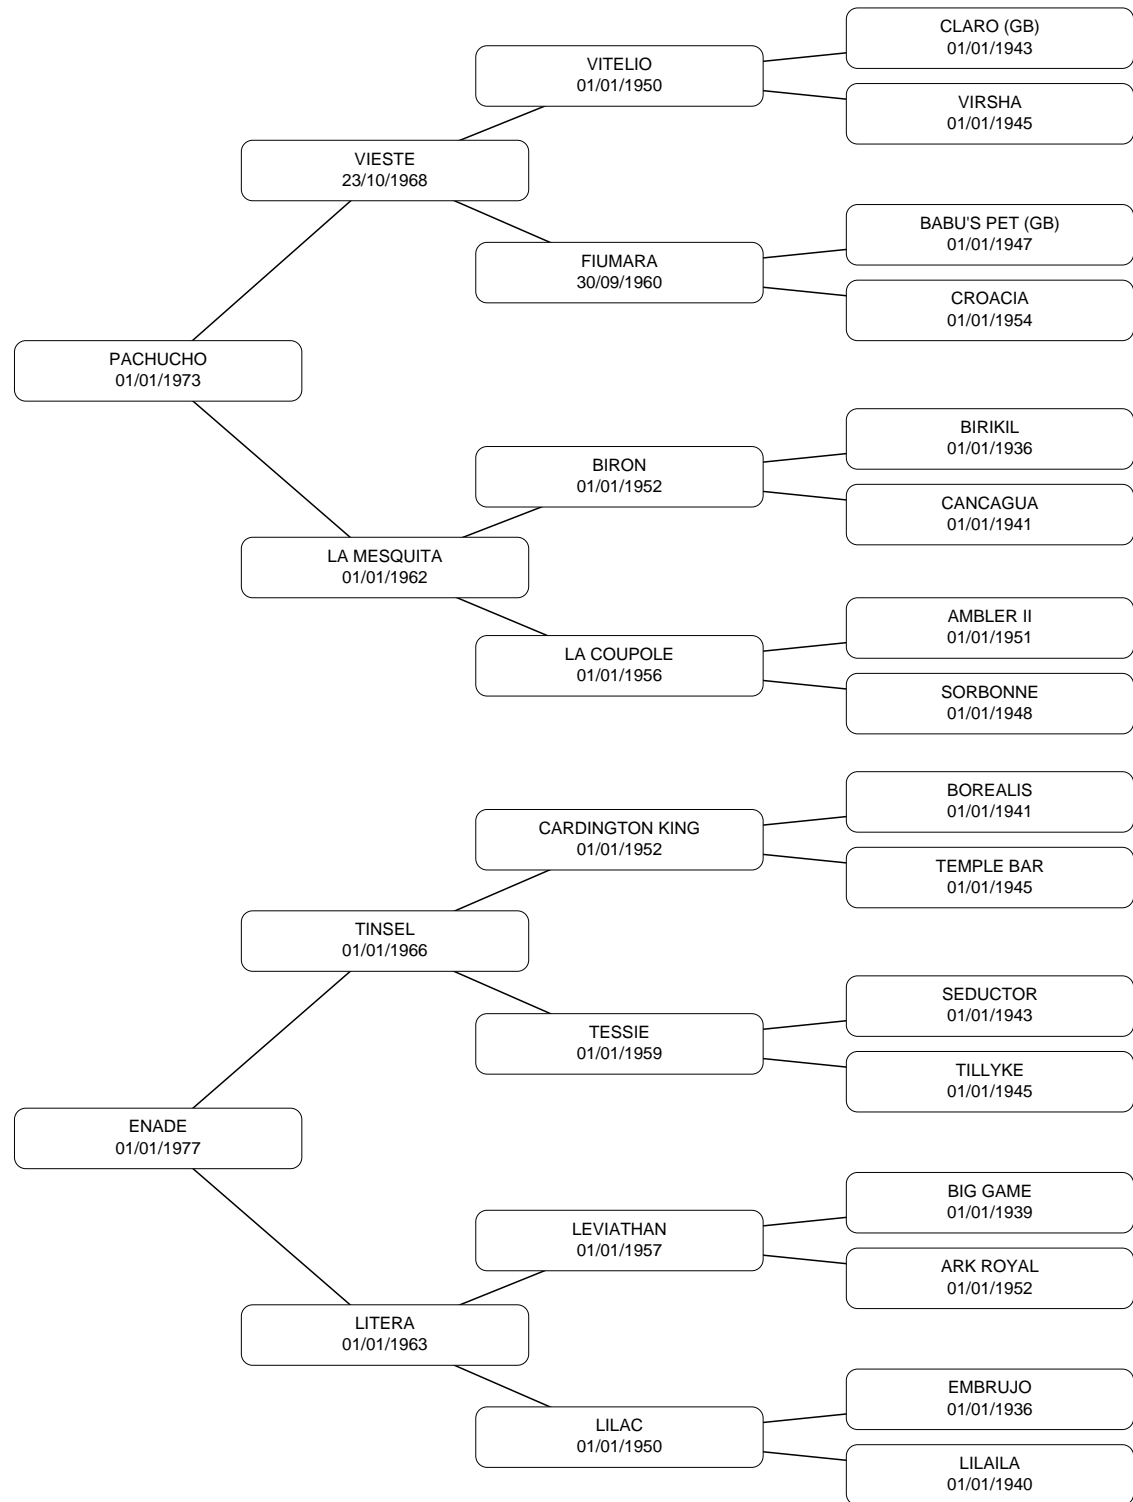 CLARO (GB)
01/01/1943
VITELIO
01/01/1950
VIRSHA
01/01/1945
VIESTE
23/10/1968
BABU'S PET (GB)
01/01/1947
FIUMARA
30/09/1960
CROACIA
01/01/1954
PACHUCHO
01/01/1973
BIRIKIL
01/01/1936
BIRON
01/01/1952
CANCAGUA
01/01/1941
LA MESQUITA
01/01/1962
AMBLER II
01/01/1951
LA COUPOLE
01/01/1956
SORBONNE
01/01/1948
BOREALIS
01/01/1941
CARDINGTON KING
01/01/1952
TEMPLE BAR
01/01/1945
TINSEL
01/01/1966
SEDUCTOR
01/01/1943
TESSIE
01/01/1959
TILLYKE
01/01/1945
ENADE
01/01/1977
BIG GAME
01/01/1939
LEVIATHAN
01/01/1957
ARK ROYAL
01/01/1952
LITERA
01/01/1963
EMBRUJO
01/01/1936
LILAC
01/01/1950
LILAILA
01/01/1940